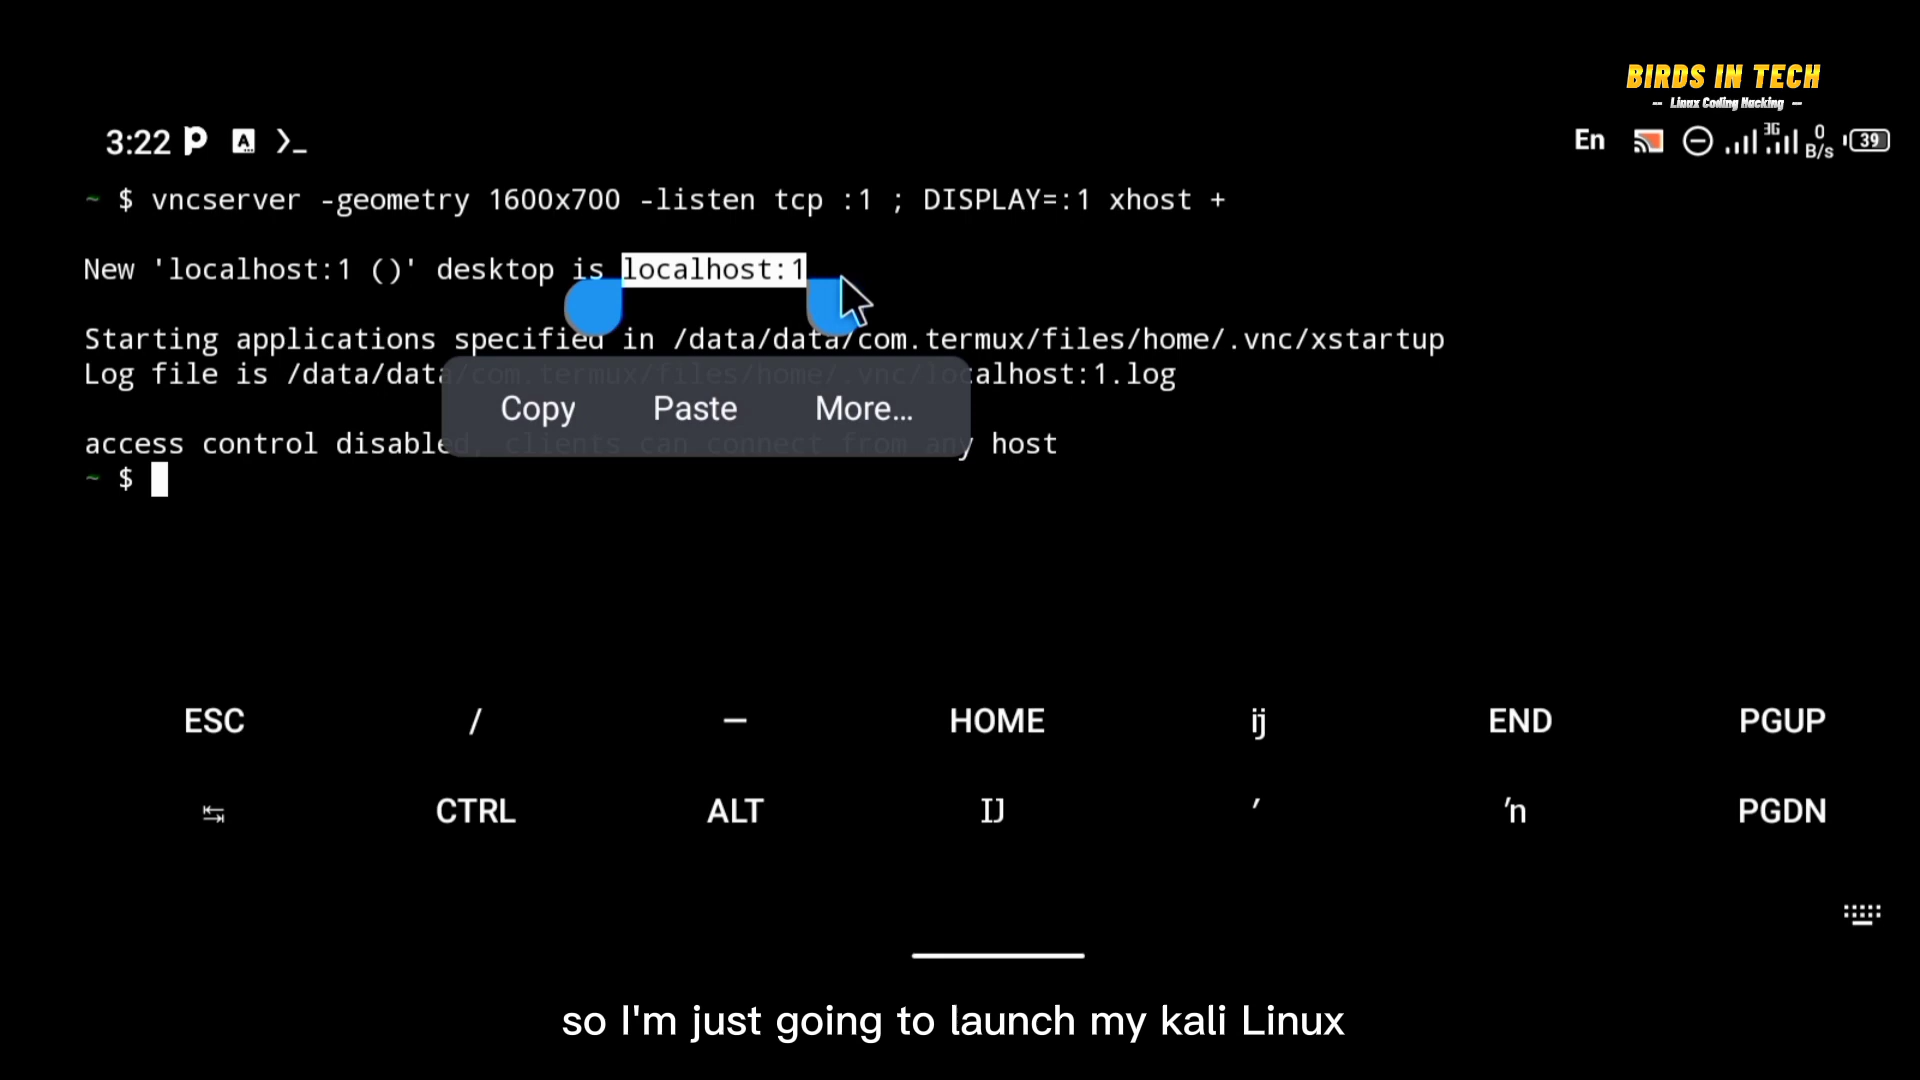 BIRDS IN TECH
-- Linux Coding Hacking --
3:22 En 3G 0 B/s 39
~ $ vncserver -geometry 1600x700 -listen tcp :1 ; DISPLAY=:1 xhost +
New 'localhost:1 ()' desktop is localhost:1
Starting applications specified in /data/data/com.termux/files/home/.vnc/xstartup
Log file is /data/data/com.termux/files/home/.vnc/localhost:1.log
Copy Paste More...
access control disabled, clients can connect from any host
~ $
ESC / — HOME ij END PGUP
↹ CTRL ALT IJ ′ ŉ PGDN
so I'm just going to launch my kali Linux